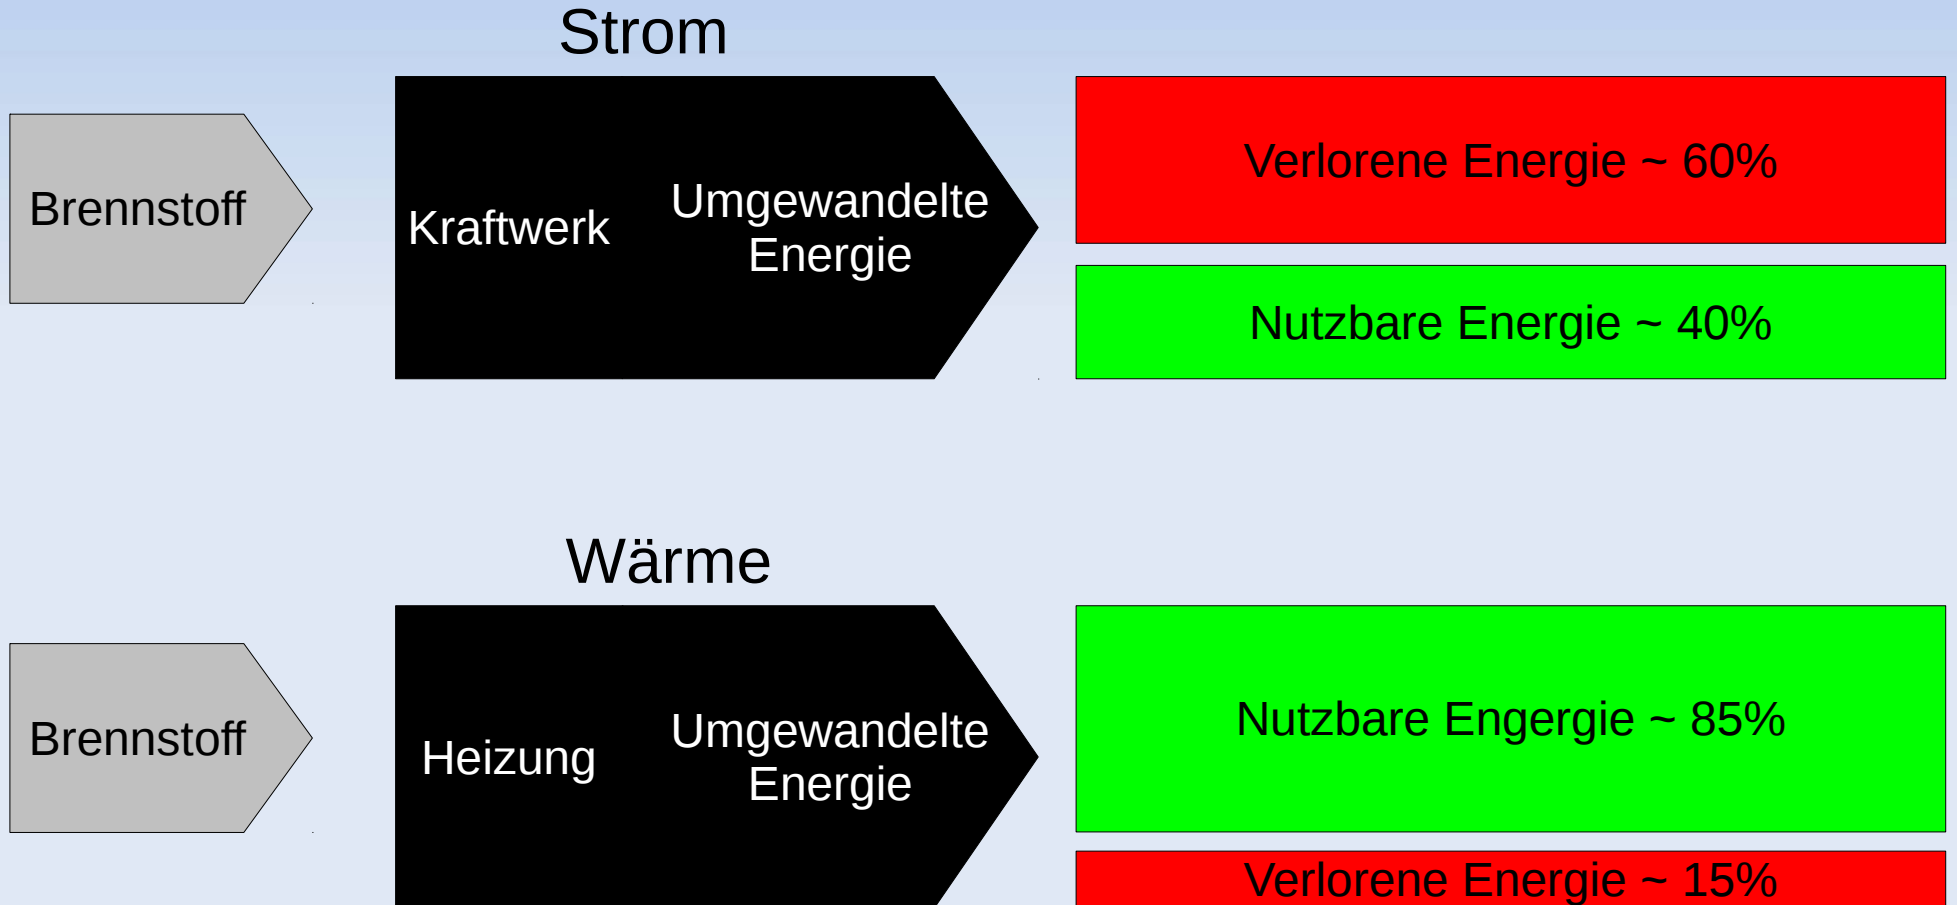 Strom
Brennstoff
Kraftwerk
Umgewandelte
Energie
Verlorene Energie ~ 60%
Nutzbare Energie ~ 40%
Wärme
Brennstoff
Heizung
Umgewandelte
Energie
Nutzbare Engergie ~ 85%
Verlorene Energie ~ 15%